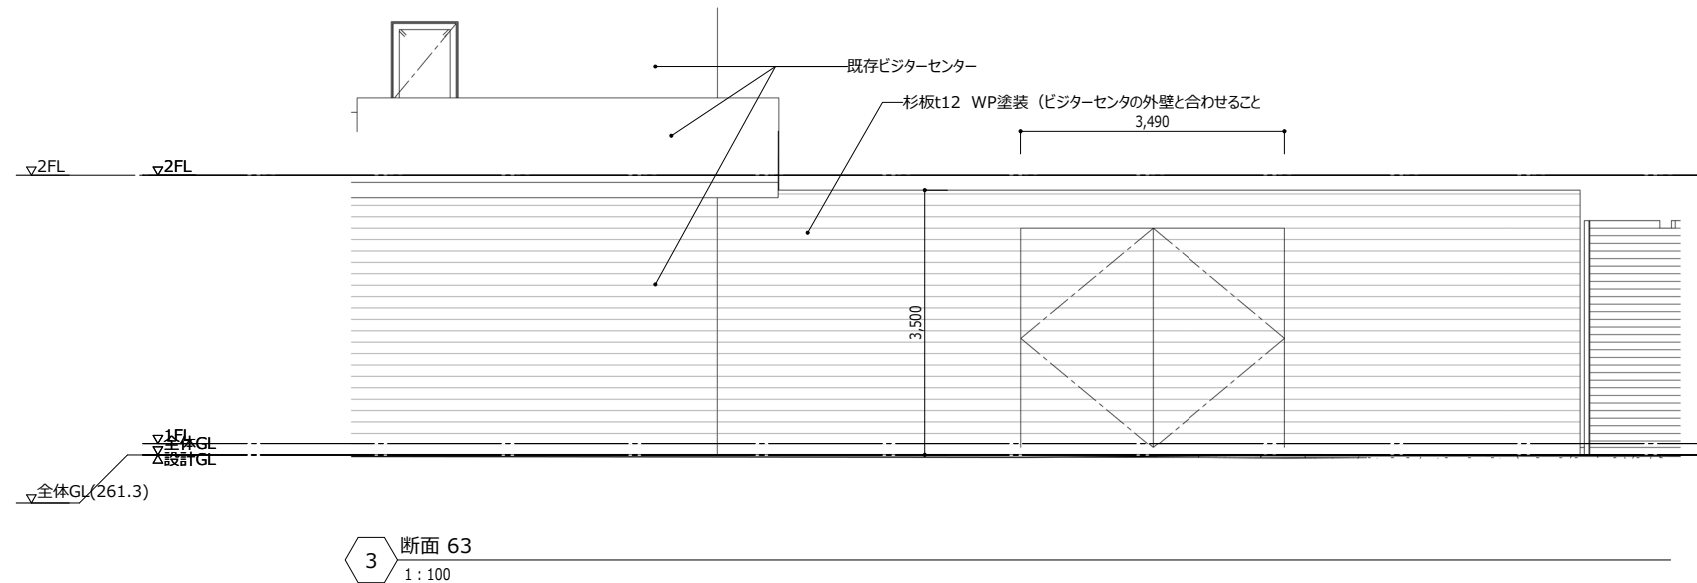 既存ビジターセンター
杉板t12 WP塗装（ビジターセンタの外壁と合わせること
3,490
2FL
2FL
3,500
1FL
全体GL
設計GL
全体GL(261.3)
3
断面 63
1 : 100